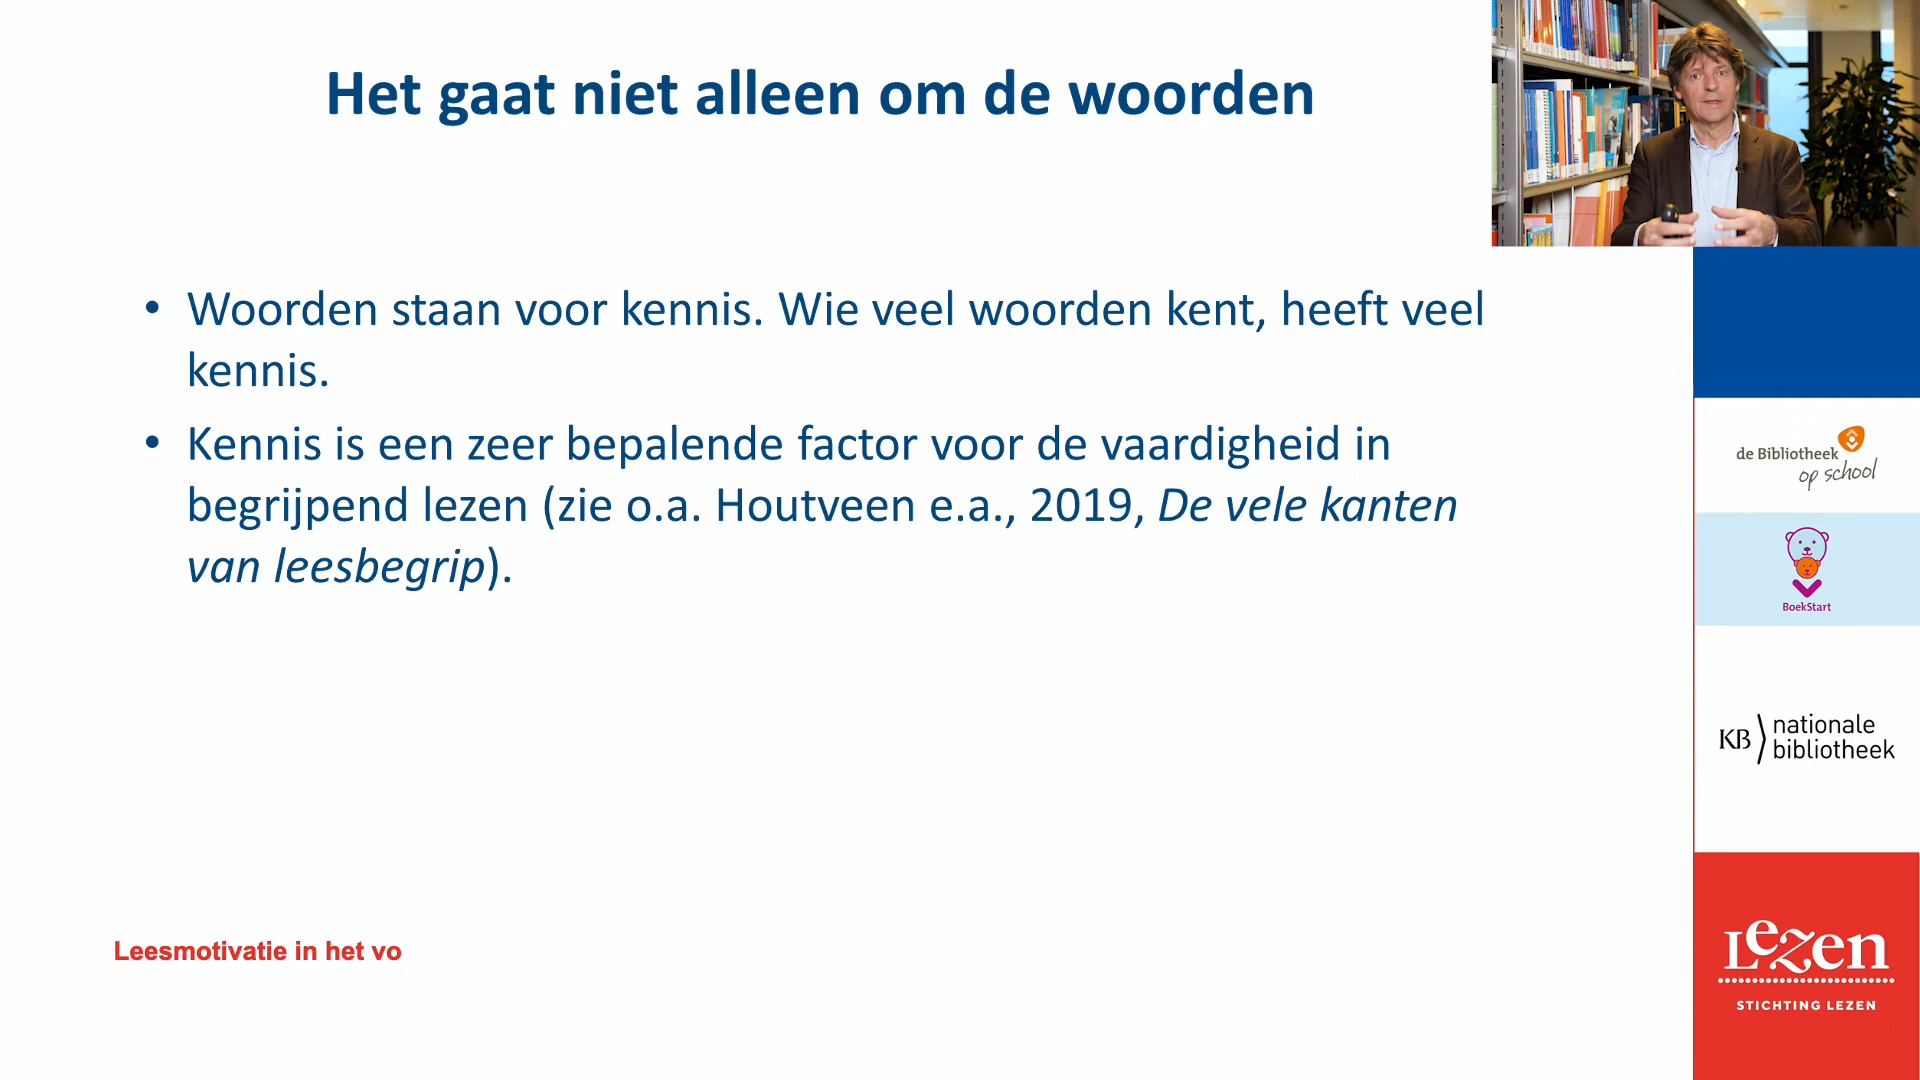 Het gaat niet alleen om de woorden
• Woorden staan voor kennis. Wie veel woorden kent, heeft veel
kennis.
• Kennis is een zeer bepalende factor voor de vaardigheid in
begrijpend lezen (zie o.a. Houtveen e.a., 2019, De vele kanten
van leesbegrip).
Leesmotivatie in het vo
de Bibliotheek
op school
BoekStart
KB nationale
bibliotheek
Lezen
STICHTING LEZEN